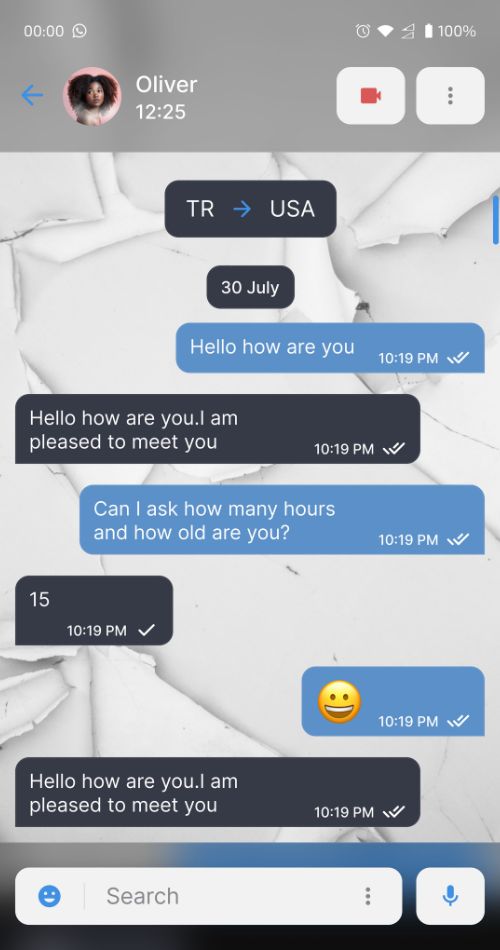 00:00 100%
Oliver
12:25
TR → USA
30 July
Hello how are you
10:19 PM
Hello how are you.I am
pleased to meet you
10:19 PM
Can I ask how many hours
and how old are you?
10:19 PM
15
10:19 PM
😀
10:19 PM
Hello how are you.I am
pleased to meet you
10:19 PM
Search